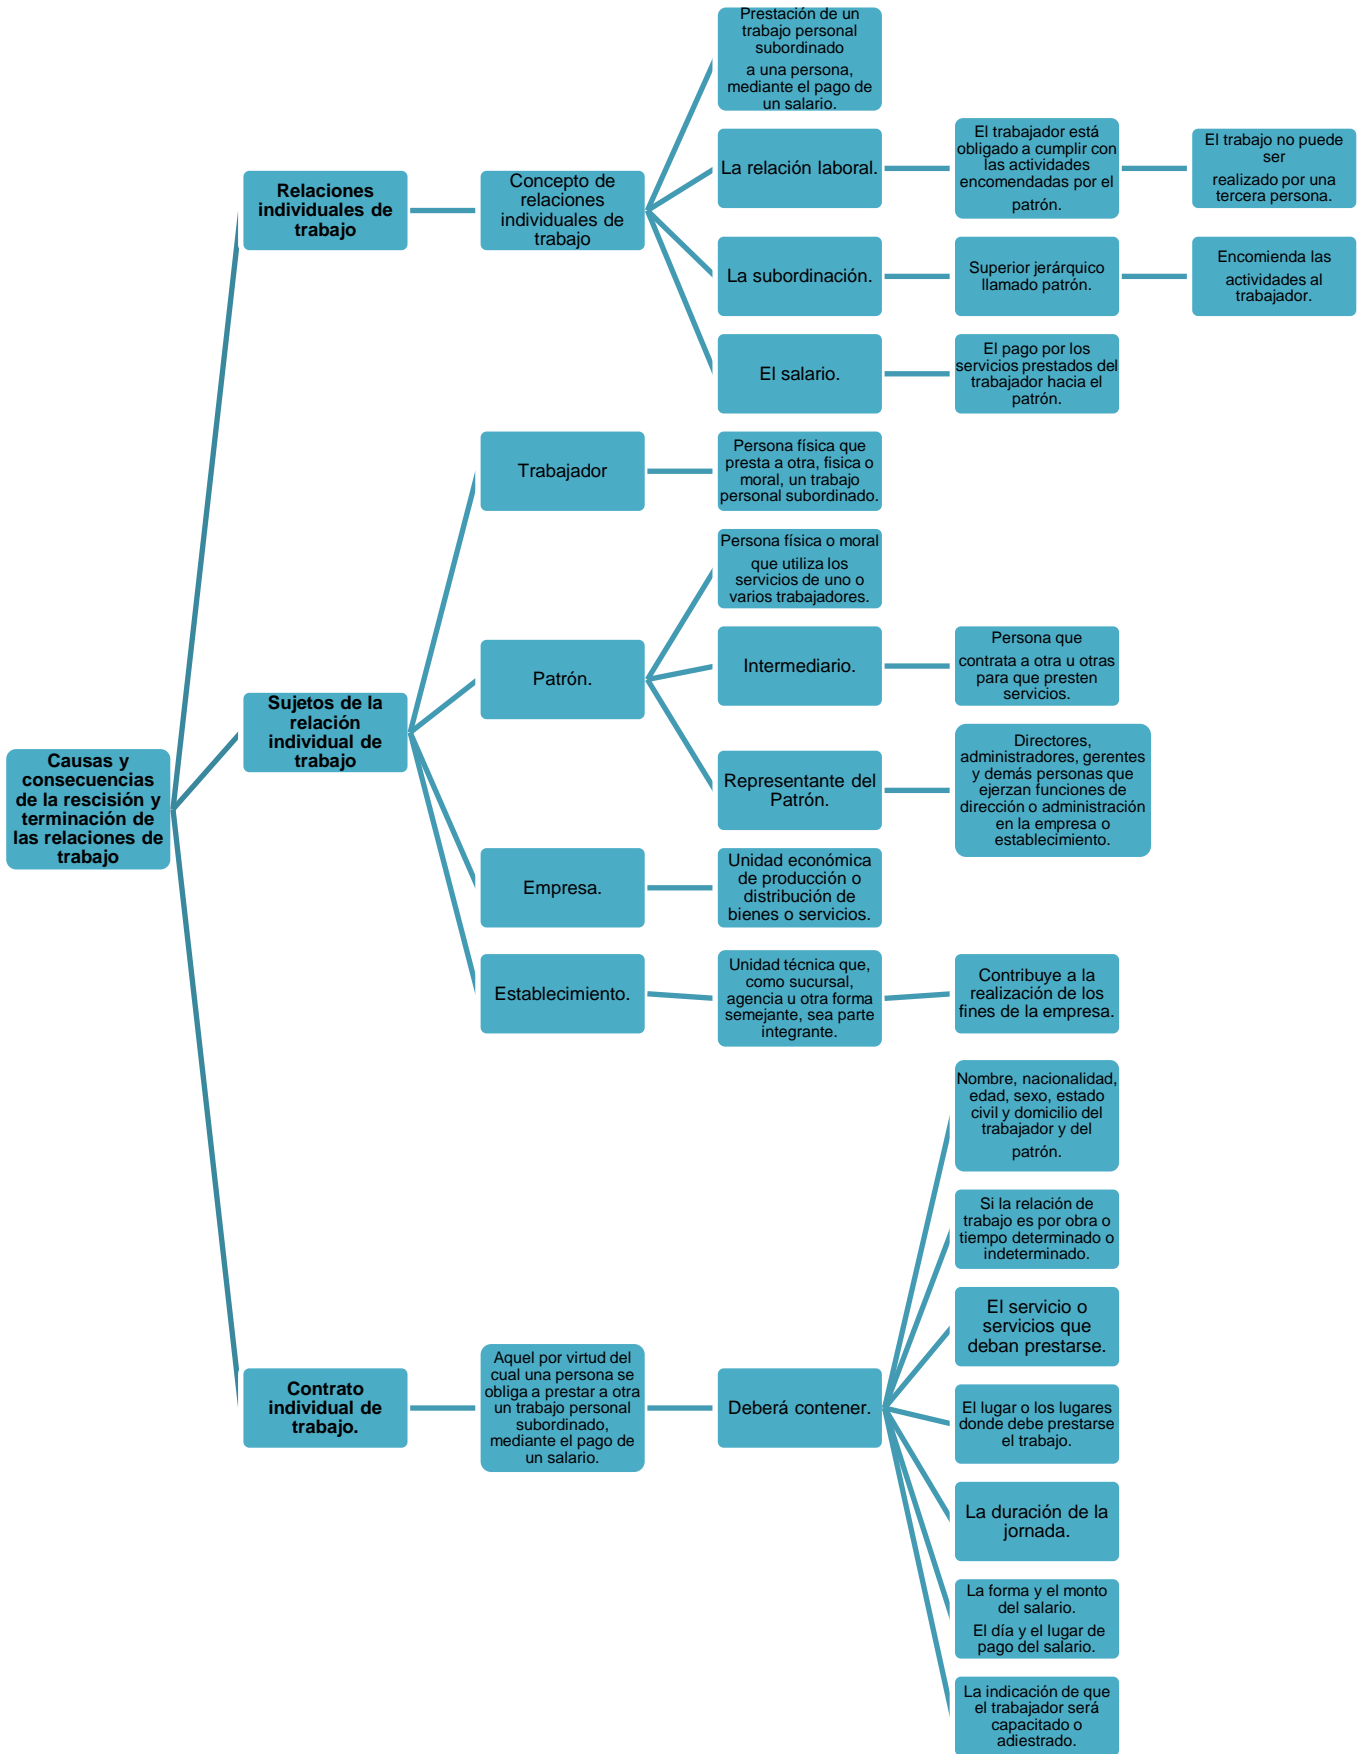 Causas y
consecuencias
de la rescisión y
terminación de
las relaciones de
trabajo
Relaciones
individuales de
trabajo
Concepto de
relaciones
individuales de
trabajo
Prestación de un
trabajo personal
subordinado
a una persona,
mediante el pago de
un salario.
La relación laboral.
El trabajador está
obligado a cumplir con
las actividades
encomendadas por el
patrón.
El trabajo no puede
ser
realizado por una
tercera persona.
La subordinación.
Superior jerárquico
llamado patrón.
Encomienda las
actividades al
trabajador.
El salario.
El pago por los
servicios prestados del
trabajador hacia el
patrón.
Sujetos de la
relación
individual de
trabajo
Trabajador
Persona física que
presta a otra, fisica o
moral, un trabajo
personal subordinado.
Patrón.
Persona física o moral
que utiliza los
servicios de uno o
varios trabajadores.
Intermediario.
Persona que
contrata a otra u otras
para que presten
servicios.
Representante del
Patrón.
Directores,
administradores, gerentes
y demás personas que
ejerzan funciones de
dirección o administración
en la empresa o
establecimiento.
Empresa.
Unidad económica
de producción o
distribución de
bienes o servicios.
Establecimiento.
Unidad técnica que,
como sucursal,
agencia u otra forma
semejante, sea parte
integrante.
Contribuye a la
realización de los
fines de la empresa.
Contrato
individual de
trabajo.
Aquel por virtud del
cual una persona se
obliga a prestar a otra
un trabajo personal
subordinado,
mediante el pago de
un salario.
Deberá contener.
Nombre, nacionalidad,
edad, sexo, estado
civil y domicilio del
trabajador y del
patrón.
Si la relación de
trabajo es por obra o
tiempo determinado o
indeterminado.
El servicio o
servicios que
deban prestarse.
El lugar o los lugares
donde debe prestarse
el trabajo.
La duración de la
jornada.
La forma y el monto
del salario.
El día y el lugar de
pago del salario.
La indicación de que
el trabajador será
capacitado o
adiestrado.